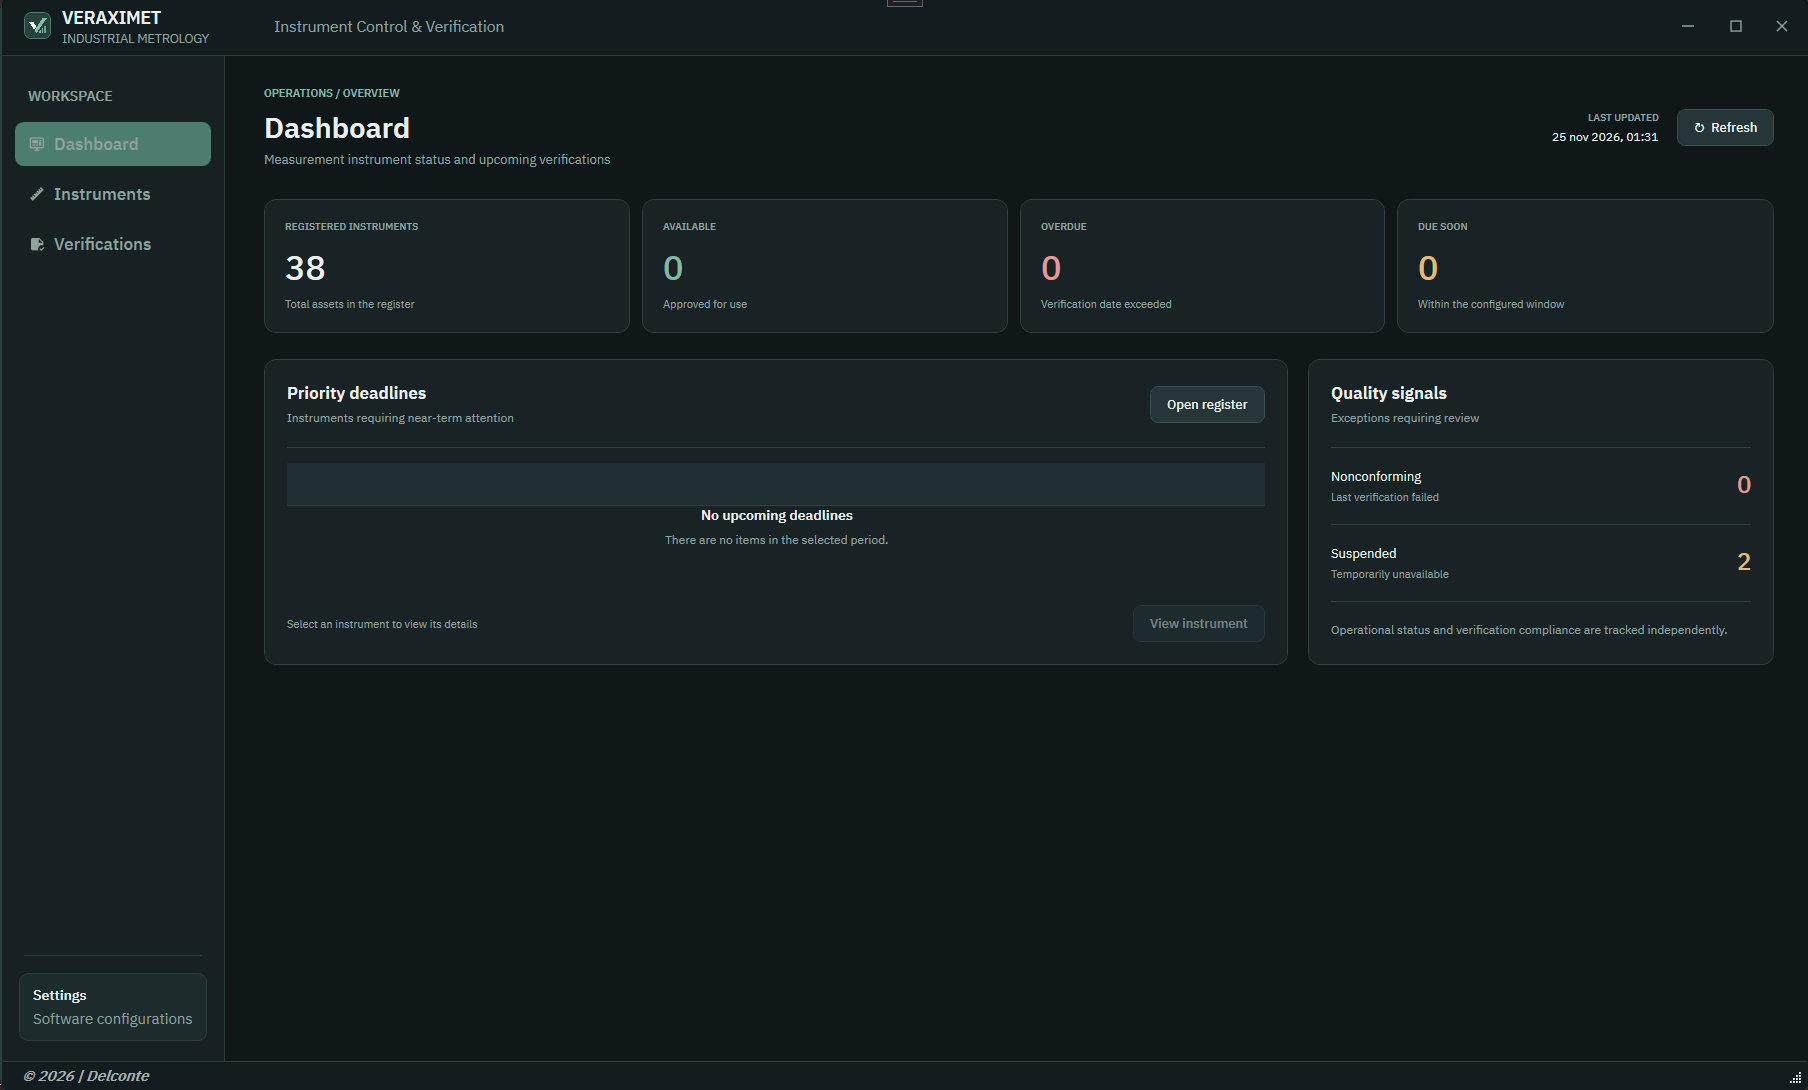 VERAXIMET
INDUSTRIAL METROLOGY
Instrument Control & Verification
WORKSPACE
Dashboard
Instruments
Verifications
Settings
Software configurations
OPERATIONS / OVERVIEW
Dashboard
Measurement instrument status and upcoming verifications
LAST UPDATED
25 nov 2026, 01:31
Refresh
REGISTERED INSTRUMENTS
38
Total assets in the register
AVAILABLE
0
Approved for use
OVERDUE
0
Verification date exceeded
DUE SOON
0
Within the configured window
Priority deadlines
Instruments requiring near-term attention
Open register
No upcoming deadlines
There are no items in the selected period.
Select an instrument to view its details
View instrument
Quality signals
Exceptions requiring review
Nonconforming
Last verification failed
0
Suspended
Temporarily unavailable
2
Operational status and verification compliance are tracked independently.
© 2026 | Delconte